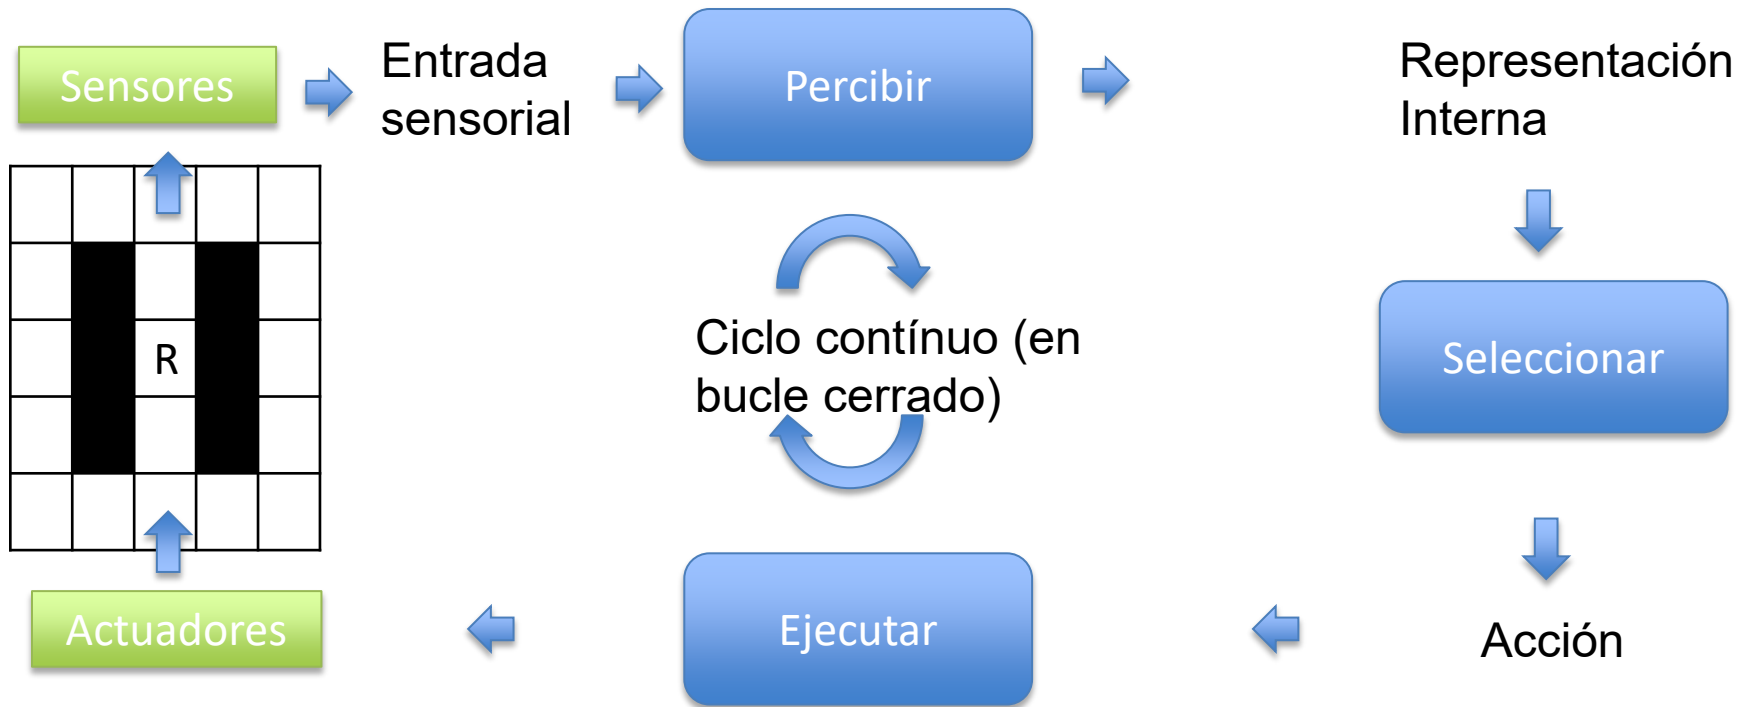 Sensores
Entrada
sensorial
Percibir
Representación
Interna
R
Ciclo contínuo (en
bucle cerrado)
Seleccionar
Actuadores
Ejecutar
Acción